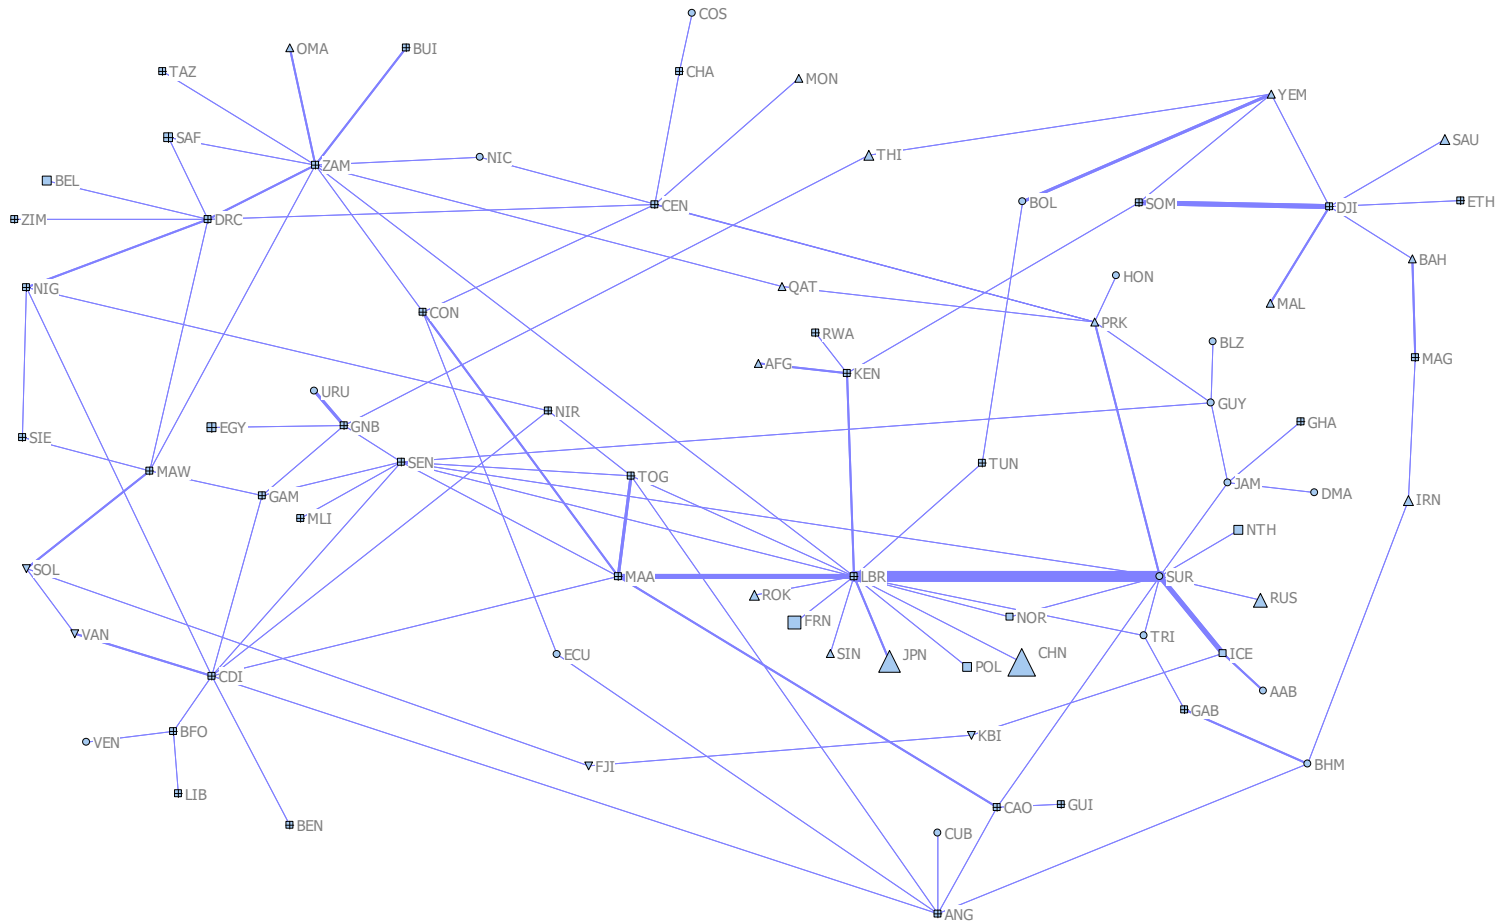 COS
OMA
BUI
TAZ
CHA
MON
YEM
SAF
SAU
THI
NIC
ZAM
BEL
ETH
BOL
SOM
CEN
DJI
ZIM
DRC
BAH
HON
NIG
QAT
MAL
CON
PRK
RWA
BLZ
MAG
AFG
KEN
URU
GUY
NIR
GHA
EGY
GNB
SIE
SEN
TUN
MAW
TOG
JAM
DMA
GAM
IRN
MLI
NTH
SOL
MAA
LBR
SUR
ROK
RUS
NOR
FRN
VAN
TRI
ECU
SIN
JPN
CHN
ICE
POL
CDI
AAB
GAB
BFO
KBI
VEN
FJI
BHM
LIB
GUI
CAO
BEN
CUB
ANG